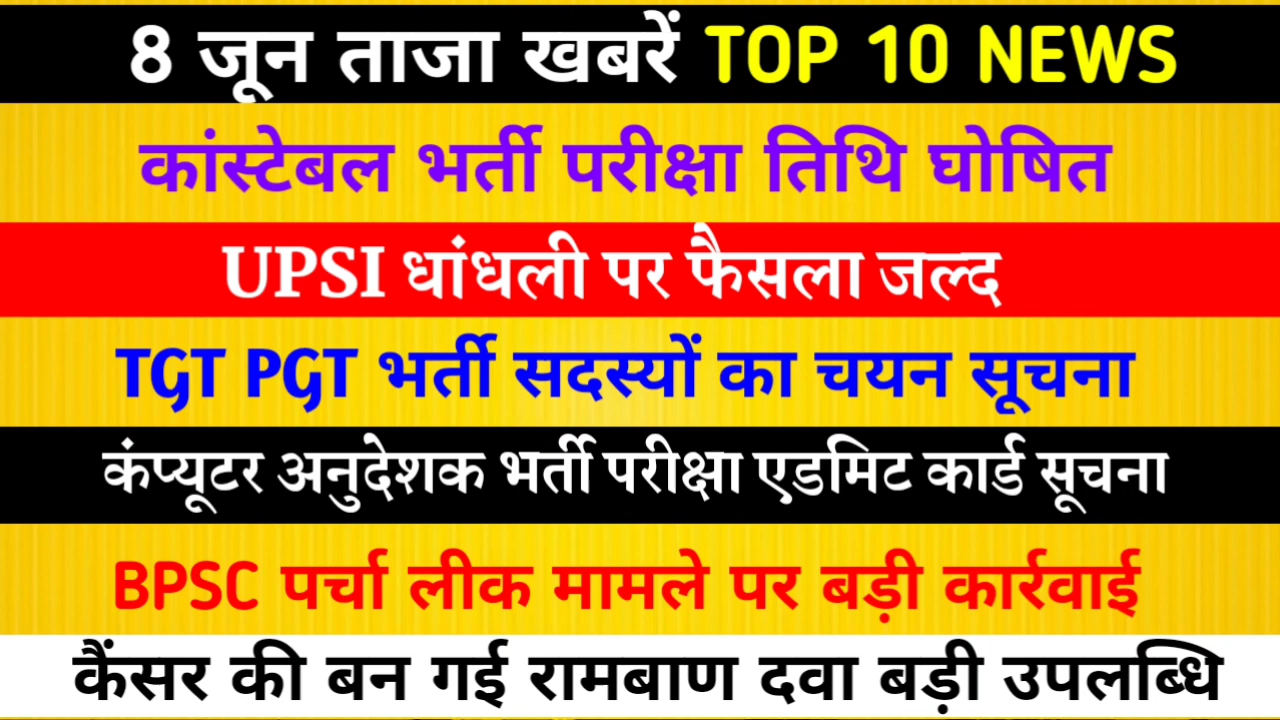 8 जून ताजा खबरें TOP 10 NEWS
कांस्टेबल भर्ती परीक्षा तिथि घोषित
UPSI धांधली पर फैसला जल्द
TGT PGT भर्ती सदस्यों का चयन सूचना
कंप्यूटर अनुदेशक भर्ती परीक्षा एडमिट कार्ड सूचना
BPSC पर्चा लीक मामले पर बड़ी कार्रवाई
कैंसर की बन गई रामबाण दवा बड़ी उपलब्धि